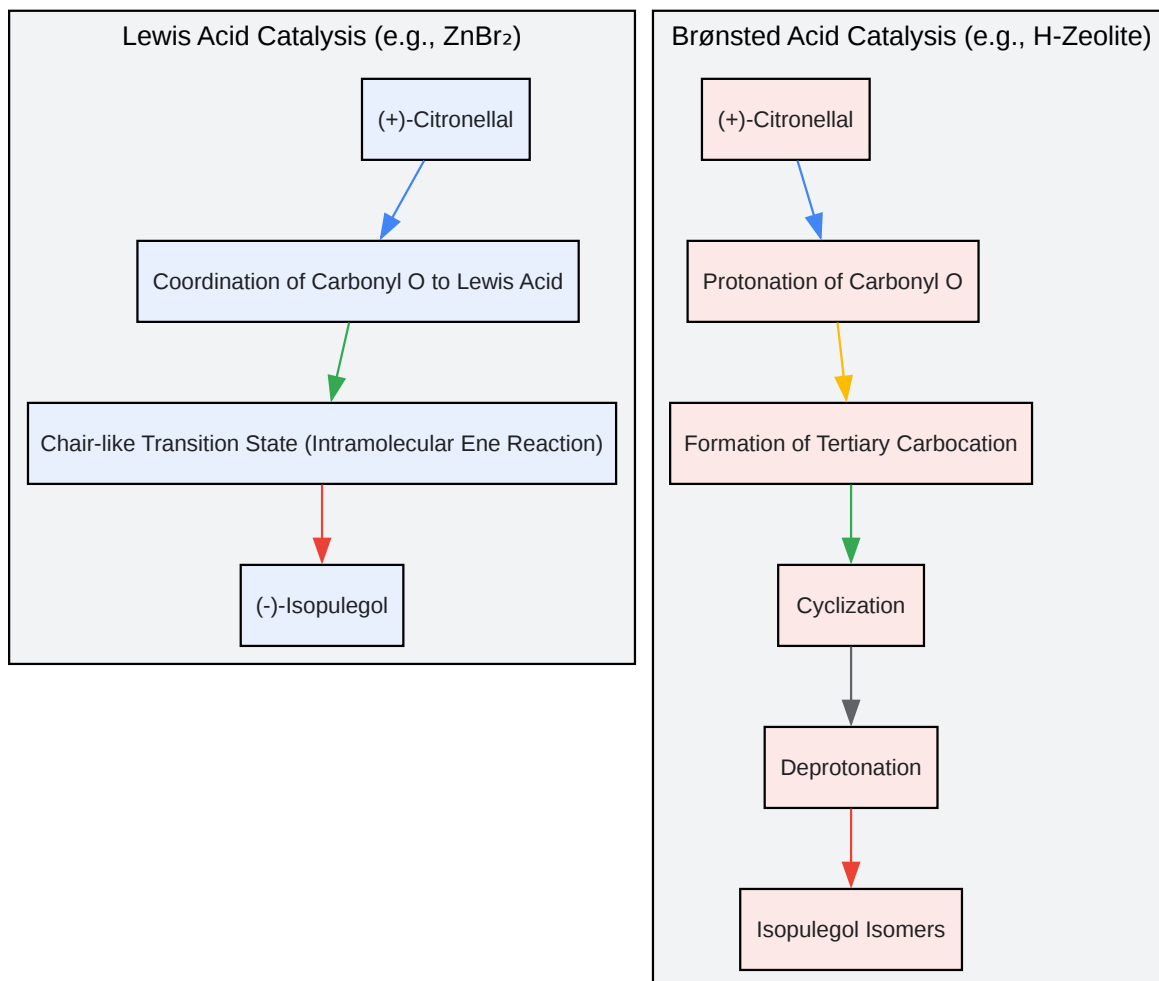 Lewis Acid Catalysis (e.g., ZnBr₂)
(+)-Citronellal
Coordination of Carbonyl O to Lewis Acid
Chair-like Transition State (Intramolecular Ene Reaction)
(-)-Isopulegol
Brønsted Acid Catalysis (e.g., H-Zeolite)
(+)-Citronellal
Protonation of Carbonyl O
Formation of Tertiary Carbocation
Cyclization
Deprotonation
Isopulegol Isomers